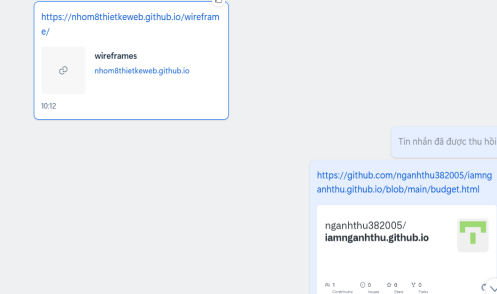 https://nhom8thietkeweb.github.io/wirefram
e/
wireframes
nhom8thietkeweb.github.io
10:12
Tin nhắn đã được thu hồi
https://github.com/nganhthu382005/iamng
anhthu.github.io/blob/main/budget.html
nganhthu382005/
iamnganhthu.github.io
1
0
0
0
Contributor
Issues
Stars
Forks